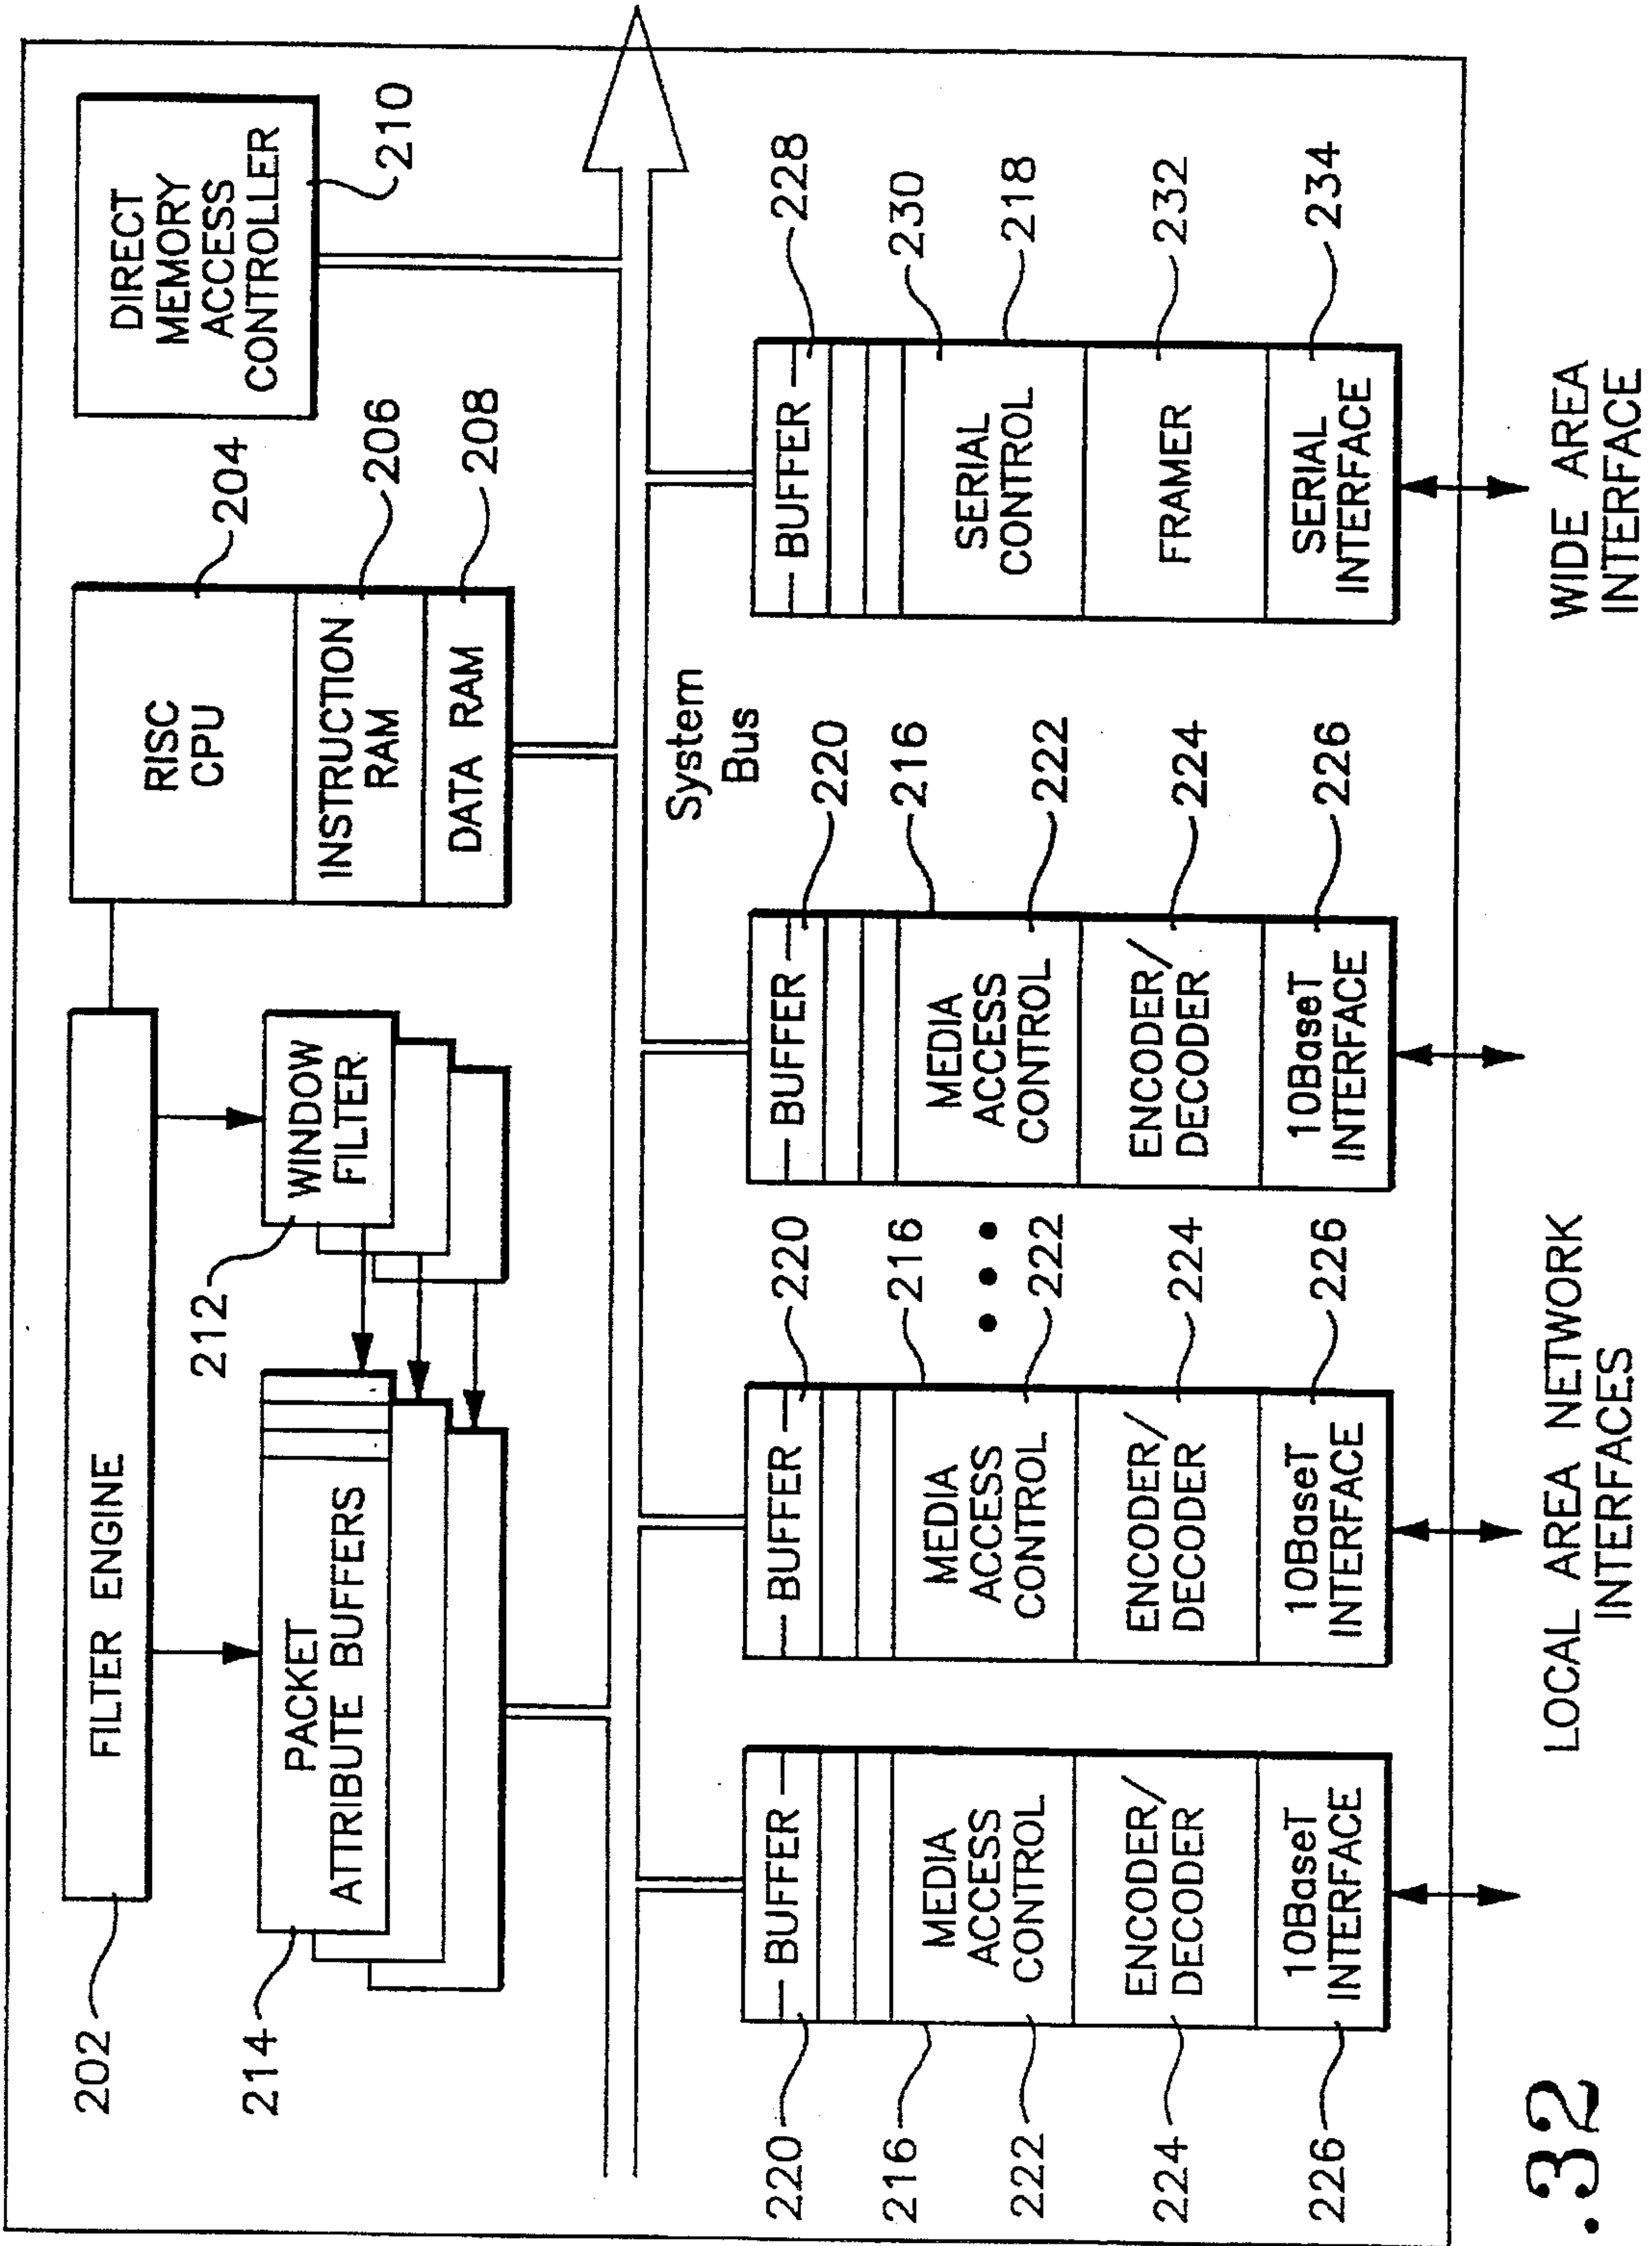 FILTER ENGINE
202
RISC
CPU
204
INSTRUCTION
RAM
206
DATA RAM
208
DIRECT
MEMORY
ACCESS
CONTROLLER
210
WINDOW
FILTER
212
PACKET
ATTRIBUTE BUFFERS
214
System
Bus
BUFFER
220
216
MEDIA
ACCESS
CONTROL
222
ENCODER/
DECODER
224
10BaseT
INTERFACE
226
BUFFER
220
216
MEDIA
ACCESS
CONTROL
222
ENCODER/
DECODER
224
10BaseT
INTERFACE
226
• • •
BUFFER
220
216
MEDIA
ACCESS
CONTROL
222
ENCODER/
DECODER
224
10BaseT
INTERFACE
226
BUFFER
228
SERIAL
CONTROL
230
218
FRAMER
232
SERIAL
INTERFACE
234
LOCAL AREA NETWORK
INTERFACES
WIDE AREA
INTERFACE
.32